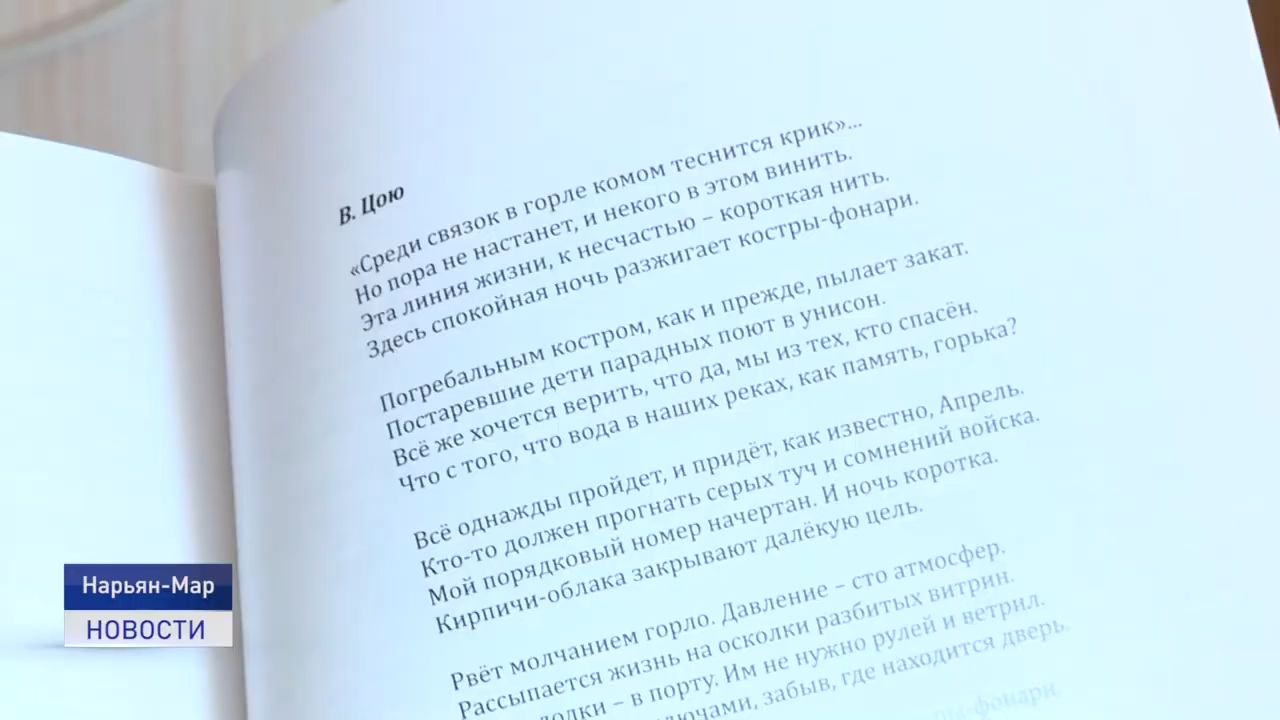 В. Цою
«Среди связок в горле комом теснится крик»...
Но пора не настанет, и некого в этом винить.
Эта линия жизни, к несчастью – короткая нить.
Здесь спокойная ночь разжигает костры-фонари.
Погребальным костром, как и прежде, пылает закат.
Постаревшие дети парадных поют в унисон.
Всё же хочется верить, что да, мы из тех, кто спасён.
Что с того, что вода в наших реках, как память, горька?
Всё однажды пройдет, и придёт, как известно, Апрель.
Кто-то должен прогнать серых туч и сомнений войска.
Мой порядковый номер начертан. И ночь коротка.
Кирпичи-облака закрывают далёкую цель.
Рвёт молчанием горло. Давление – сто атмосфер.
Рассыпается жизнь на осколки разбитых витрин.
– в порту. Им не нужно рулей и ветрил.
забыв, где находится дверь.
Нарьян-Мар
НОВОСТИ